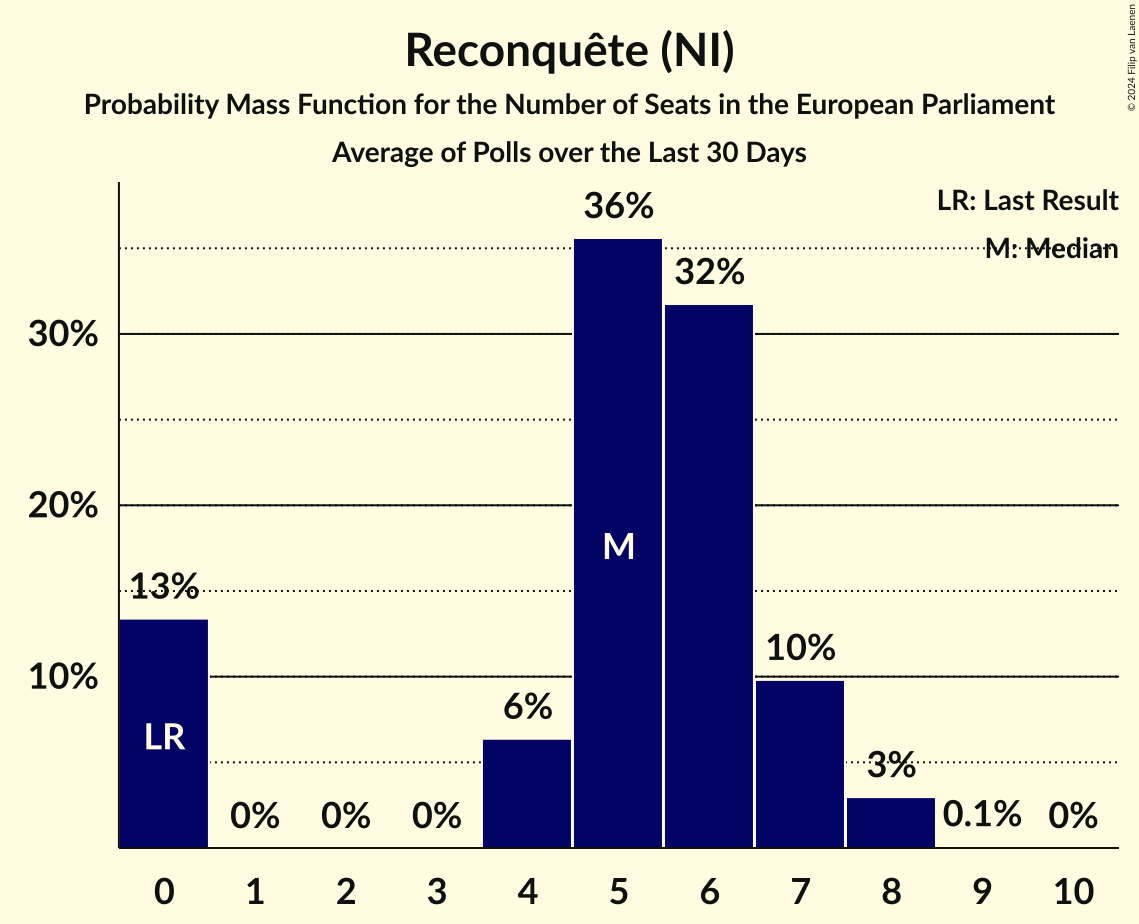 Reconquête (NI)
Probability Mass Function for the Number of Seats in the European Parliament
Average of Polls over the Last 30 Days
© 2024 Filip van Laenen
LR: Last Result
M: Median
30%
20%
10%
13%
0%
0%
0%
6%
36%
32%
10%
3%
0.1%
0%
LR
M
0 1 2 3 4 5 6 7 8 9 10